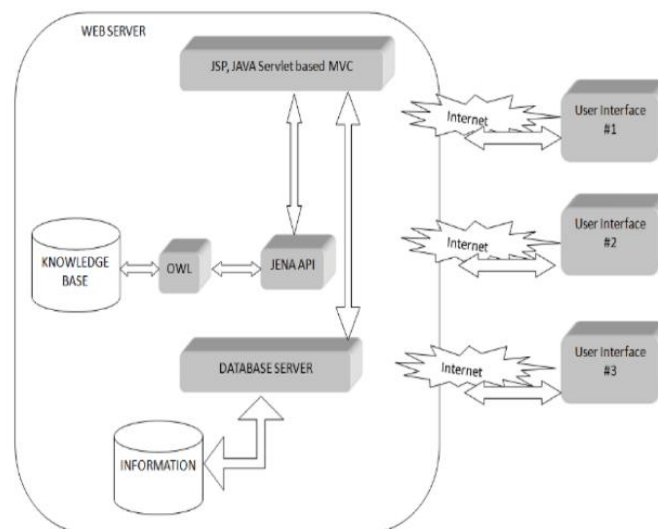 WEB SERVER
JSP, JAVA Servlet based MVC
Internet
User Interface
#1
KNOWLEDGE
BASE
OWL
JENA API
Internet
User Interface
#2
DATABASE SERVER
Internet
User Interface
#3
INFORMATION